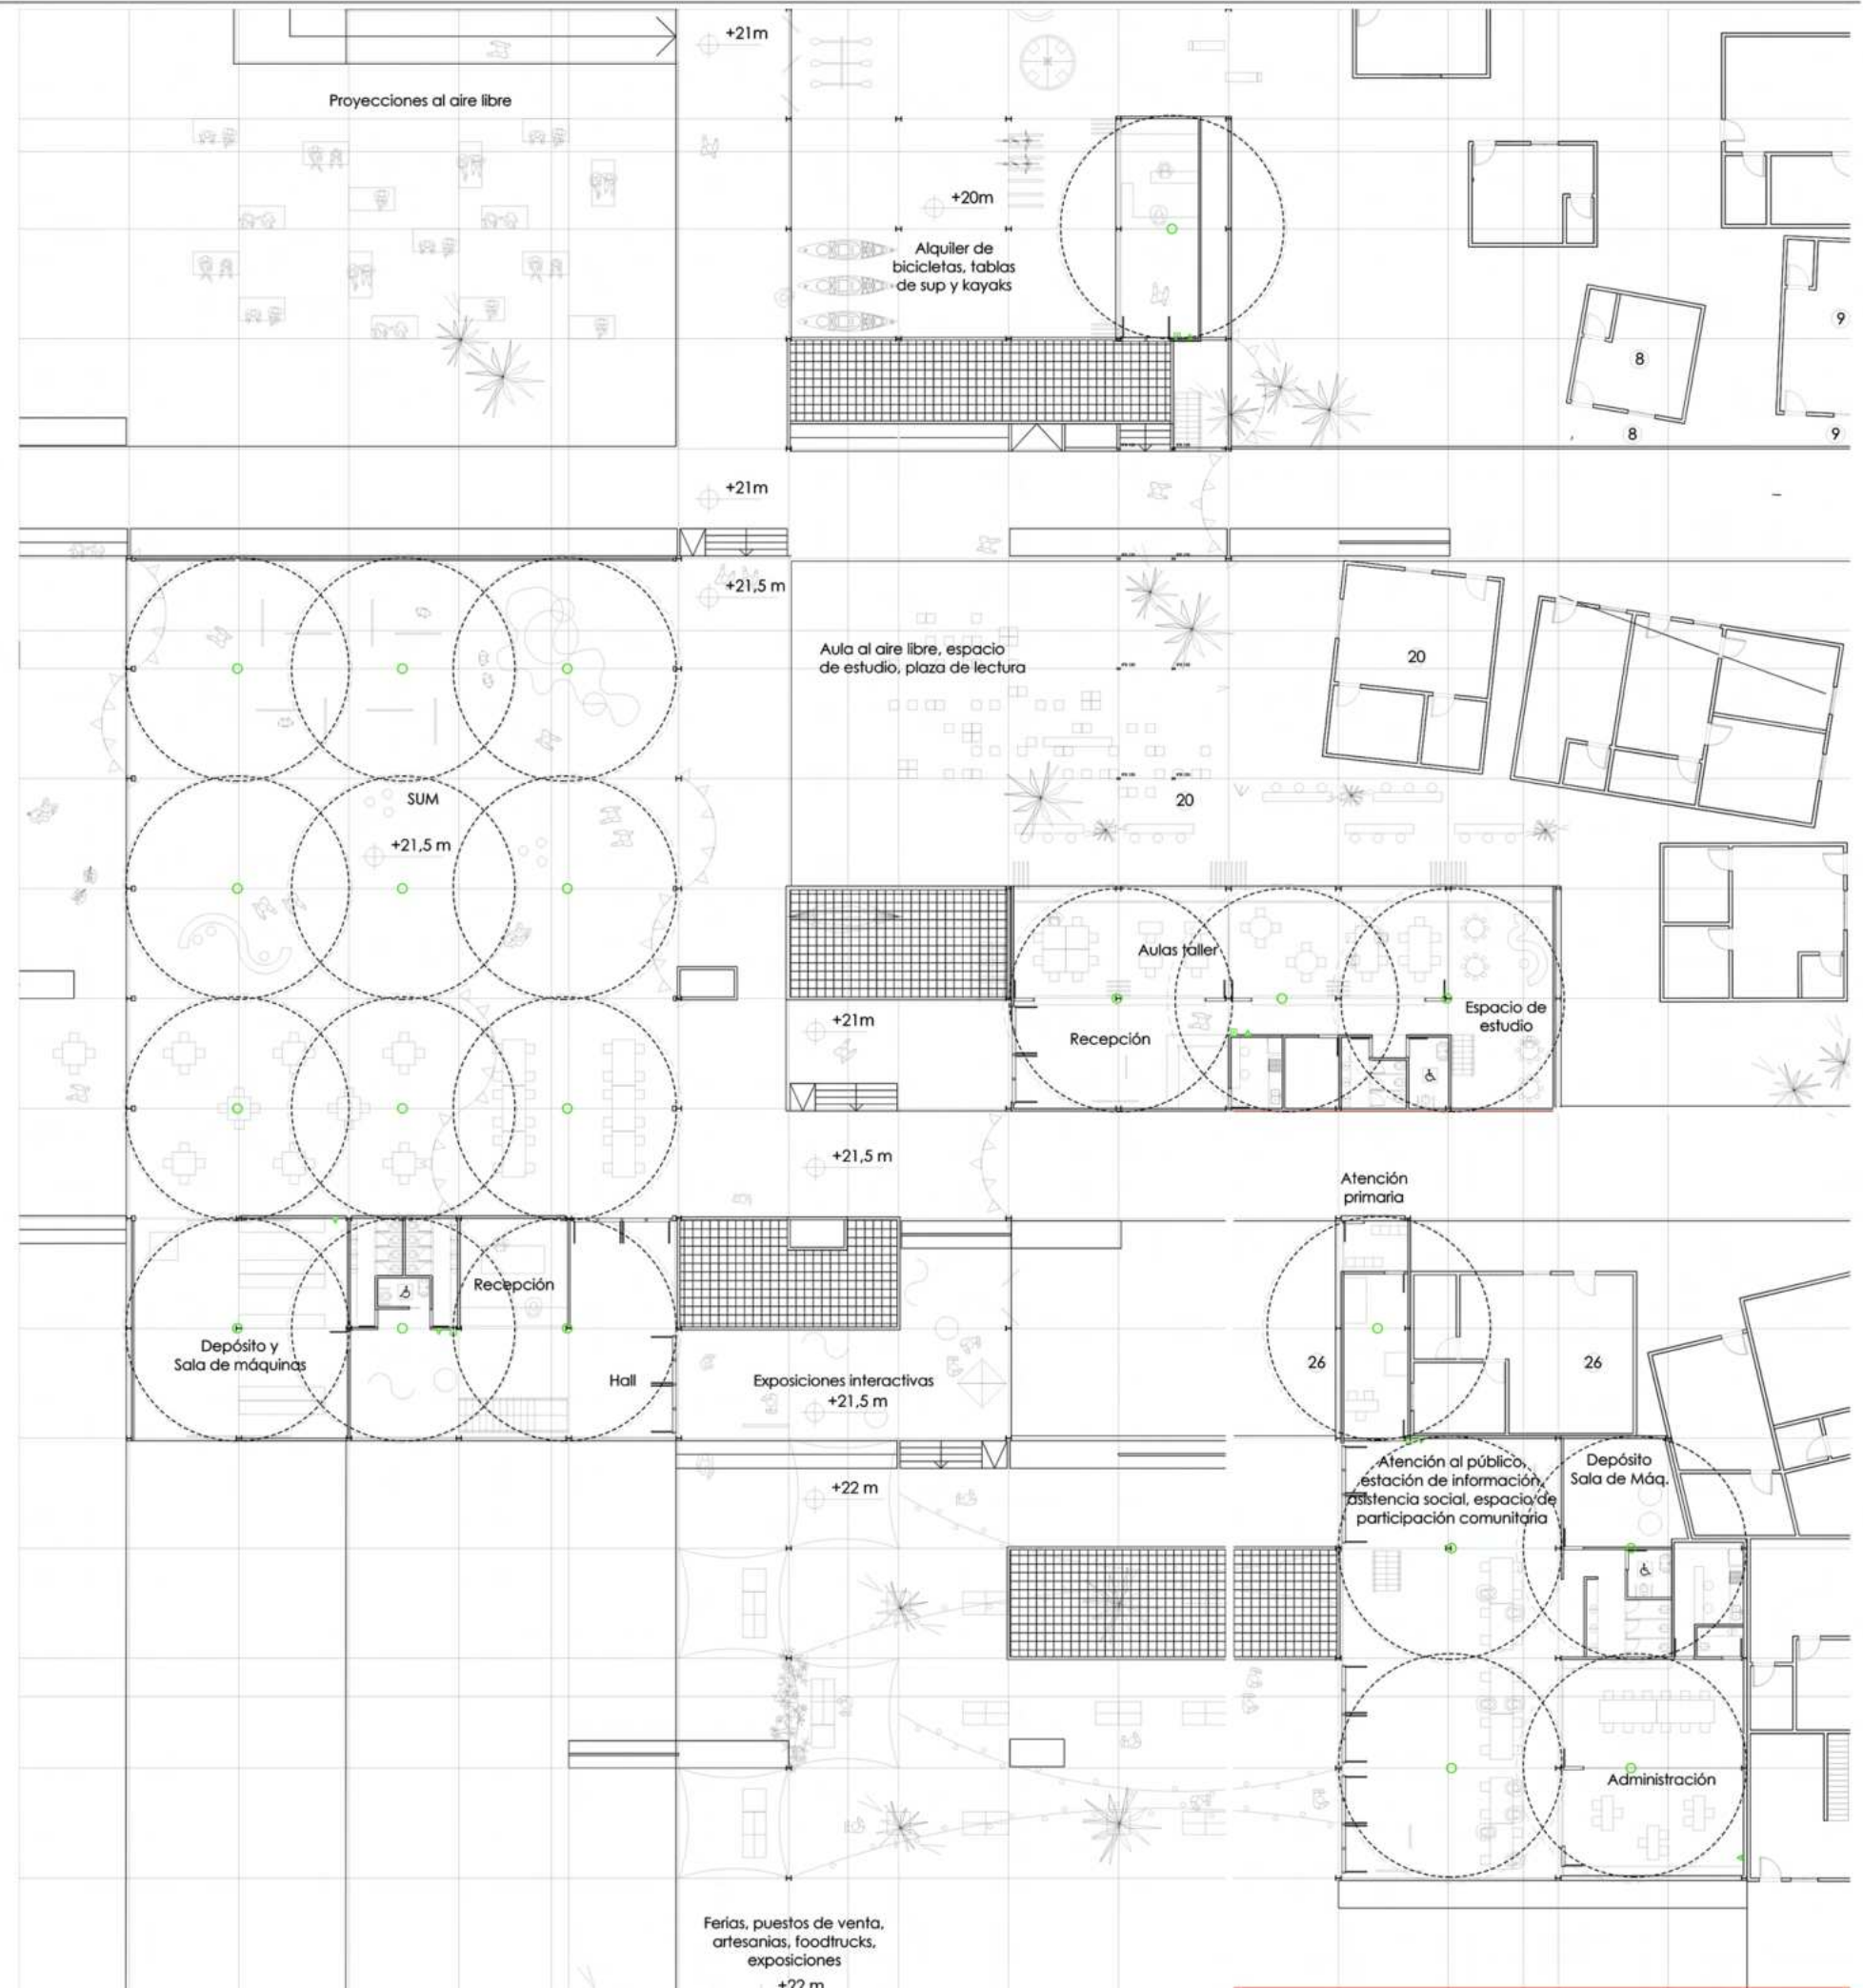 +21m
Proyecciones al aire libre
+20m
Alquiler de
bicicletas, tablas
de sup y kayaks
9
8
8
9
+21m
+21,5 m
Aula al aire libre, espacio
de estudio, plaza de lectura
20
SUM
20
+21,5 m
Aulas taller
Espacio de
estudio
+21m
Recepción
+21,5 m
Atención
primaria
Recepción
Depósito y
Sala de máquinas
Hall
Exposiciones interactivas
+21,5 m
26
26
Atención al público,
estación de información,
asistencia social, espacio de
participación comunitaria
Depósito
Sala de Máq.
+22 m
Administración
Ferias, puestos de venta,
artesanias, foodtrucks,
exposiciones
+22 m